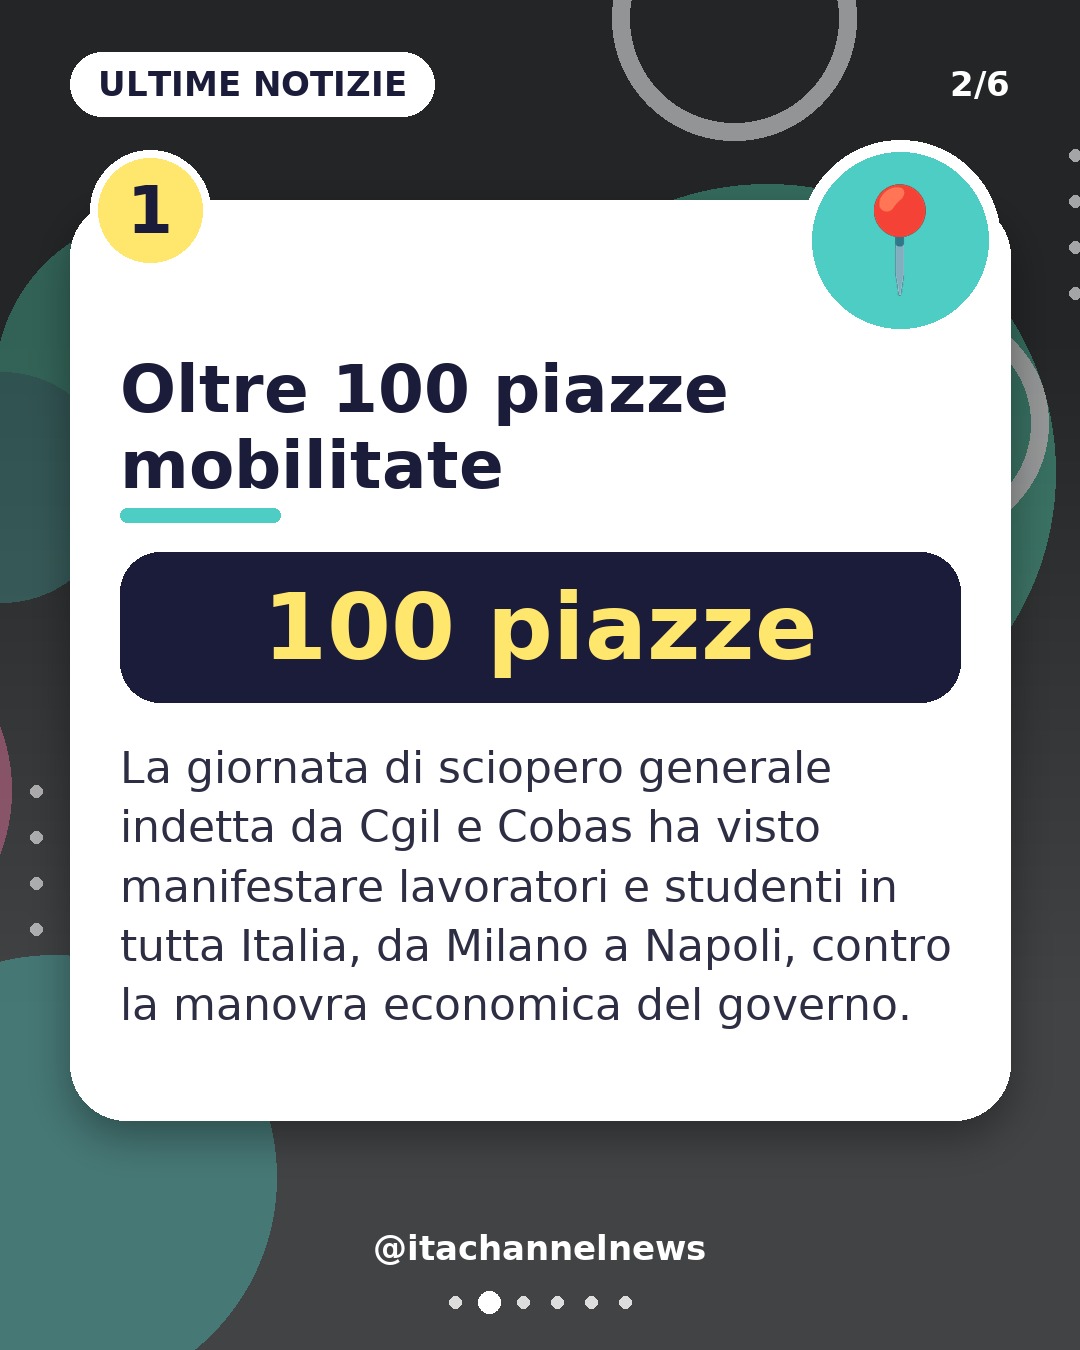 ULTIME NOTIZIE
2/6
1
Oltre 100 piazze
mobilitate
100 piazze
La giornata di sciopero generale
indetta da Cgil e Cobas ha visto
manifestare lavoratori e studenti in
tutta Italia, da Milano a Napoli, contro
la manovra economica del governo.
@itachannelnews